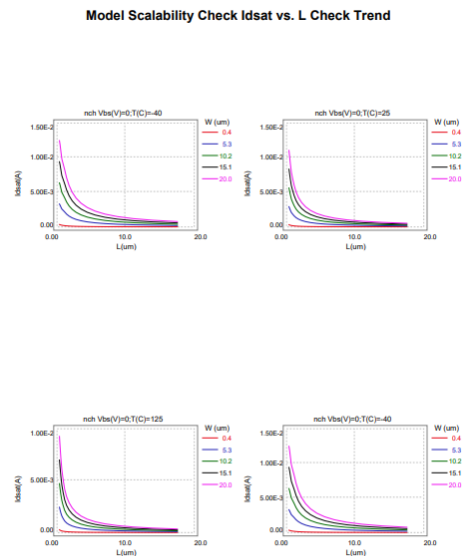 Model Scalability Check Idsat vs. L Check Trend
nch Vbs(V)=0;T(C)=-40
Idsat(A)
1.50E-2
1.00E-2
5.00E-3
0.00
0.00 10.0 20.0
L(um)
W (um)
0.4
5.3
10.2
15.1
20.0
nch Vbs(V)=0;T(C)=25
Idsat(A)
1.50E-2
1.00E-2
5.00E-3
0.00
0.00 10.0 20.0
L(um)
W (um)
0.4
5.3
10.2
15.1
20.0
nch Vbs(V)=0;T(C)=125
Idsat(A)
1.00E-2
5.00E-3
0.00
0.00 10.0 20.0
L(um)
W (um)
0.4
5.3
10.2
15.1
20.0
nch Vbs(V)=0;T(C)=-40
Idsat(A)
1.50E-2
1.00E-2
5.00E-3
0.00
0.00 10.0 20.0
L(um)
W (um)
0.4
5.3
10.2
15.1
20.0